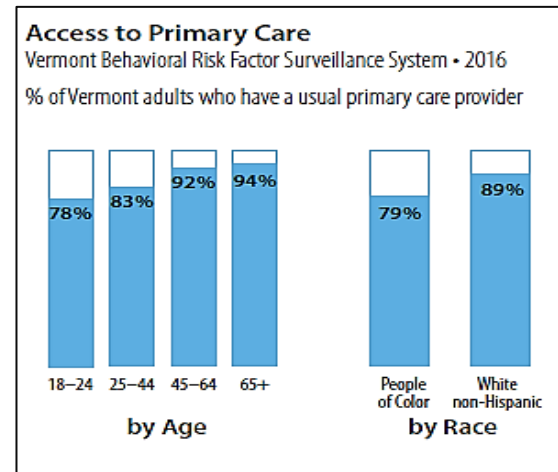 Access to Primary Care
Vermont Behavioral Risk Factor Surveillance System • 2016
% of Vermont adults who have a usual primary care provider
78%
83%
92%
94%
79%
89%
18–24
25–44
45–64
65+
by Age
People
of Color
White
non-Hispanic
by Race